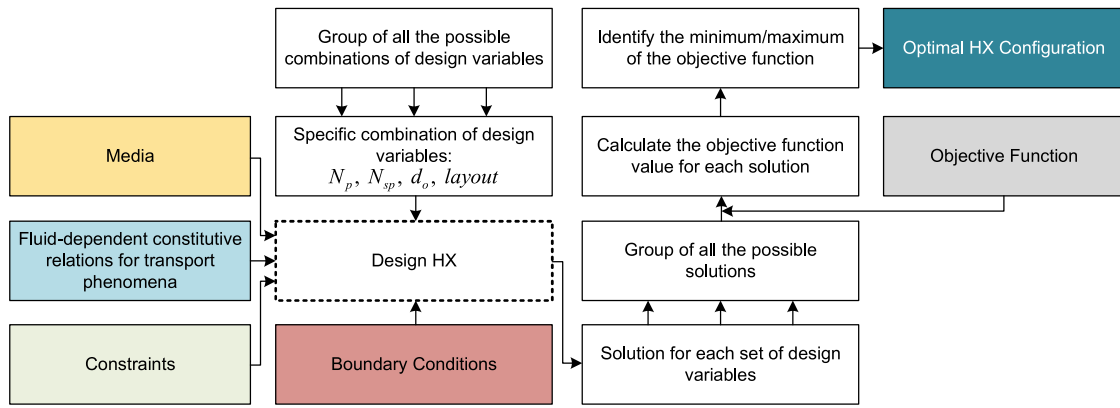 Group of all the possible
combinations of design variables
Identify the minimum/maximum
of the objective function
Optimal HX Configuration
Media
Specific combination of design
variables:
N_p, N_sp, d_o, layout
Calculate the objective function
value for each solution
Objective Function
Fluid-dependent constitutive
relations for transport
phenomena
Design HX
Group of all the possible
solutions
Constraints
Boundary Conditions
Solution for each set of design
variables